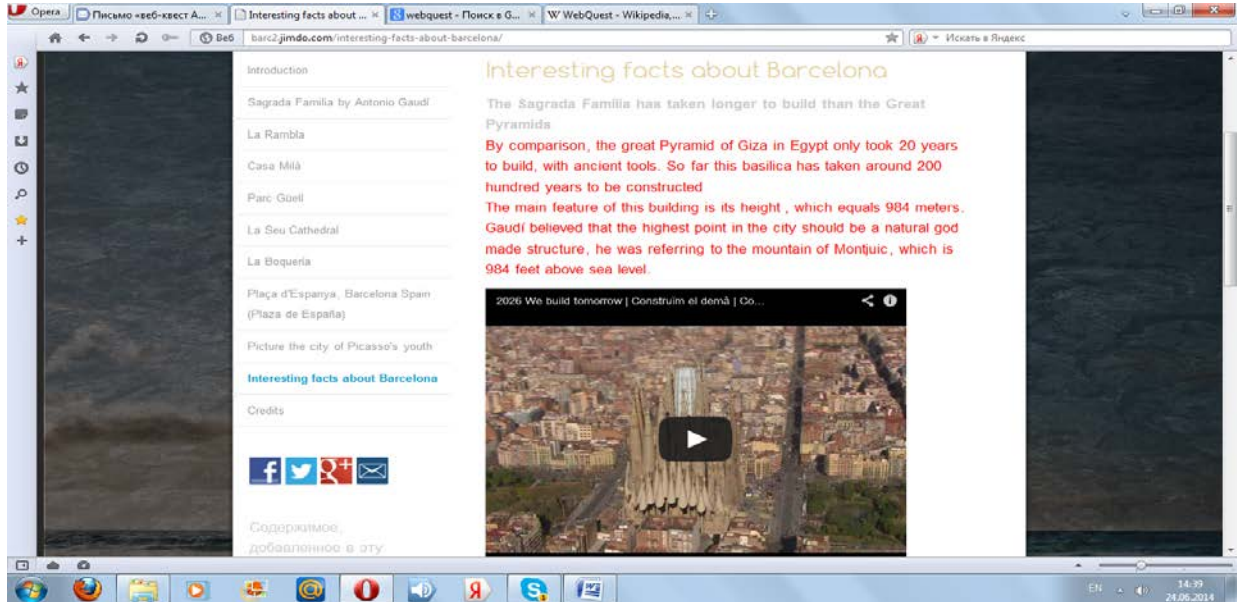 Opera
Письмо «веб-квест A...
Interesting facts about ...
webquest - Поиск в G...
WebQuest - Wikipedia,...
Веб
barc2.jimdo.com/interesting-facts-about-barcelona/
Искать в Яндекс
Introduction
Sagrada Familia by Antonio Gaudí
La Rambla
Casa Milà
Parc Güell
La Seu Cathedral
La Boqueria
Plaça d'Espanya, Barcelona Spain
(Plaza de España)
Picture the city of Picasso's youth
Interesting facts about Barcelona
Credits
Содержимое,
добавленное в эту
Interesting facts about Barcelona
The Sagrada Família has taken longer to build than the Great
Pyramids
By comparison, the great Pyramid of Giza in Egypt only took 20 years
to build, with ancient tools. So far this basilica has taken around 200
hundred years to be constructed
The main feature of this building is its height , which equals 984 meters.
Gaudí believed that the highest point in the city should be a natural god
made structure, he was referring to the mountain of Montjuic, which is
984 feet above sea level.
2026 We build tomorrow | Construïm el demà | Co...
EN
14:39
24.06.2014